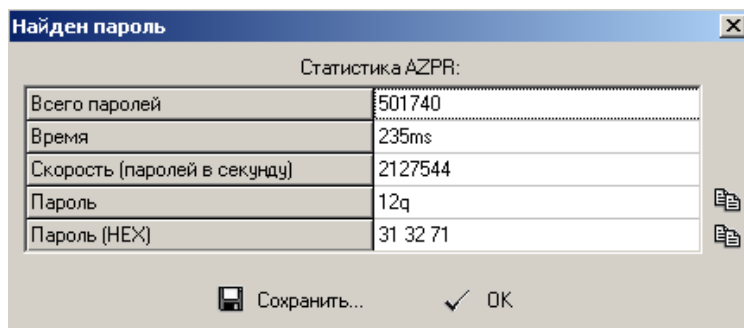 Найден пароль
Статистика AZPR:
Всего паролей 501740
Время 235ms
Скорость (паролей в секунду) 2127544
Пароль 12q
Пароль (HEX) 31 32 71
Сохранить... OK